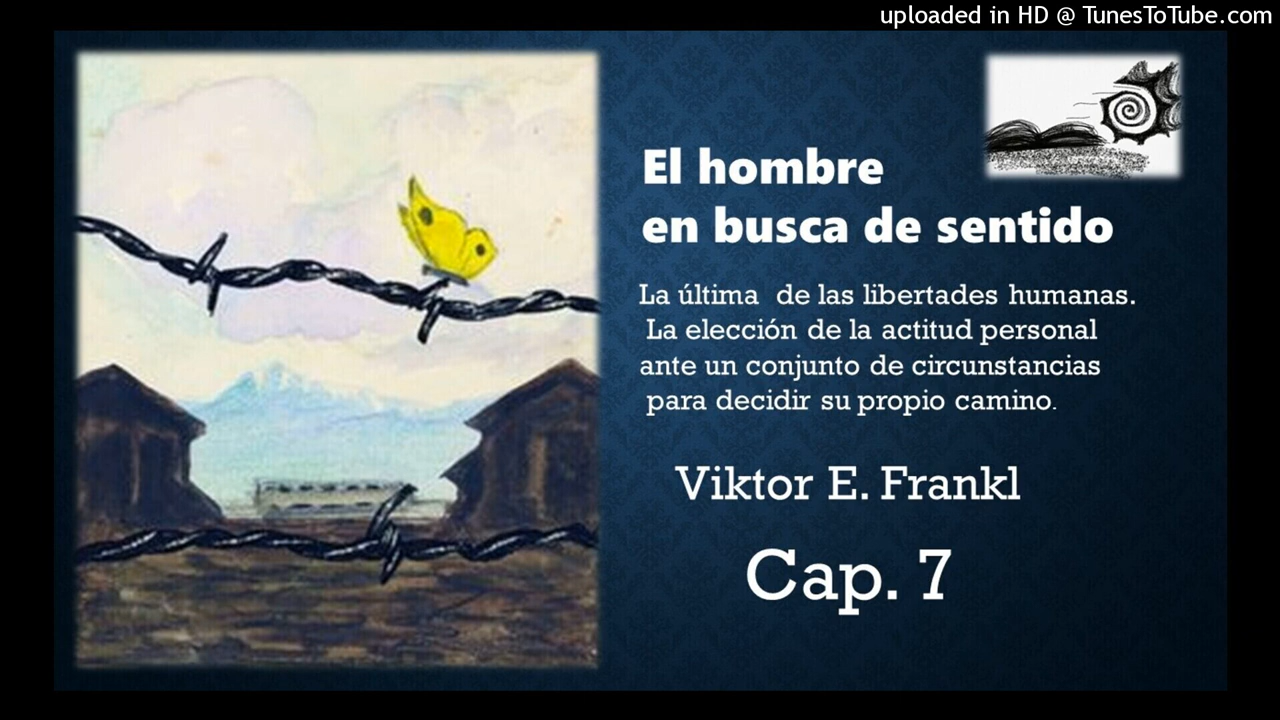 uploaded in HD @ TunesToTube.com
El hombre
en busca de sentido
La última de las libertades humanas.
La elección de la actitud personal
ante un conjunto de circunstancias
para decidir su propio camino.
Viktor E. Frankl
Cap. 7